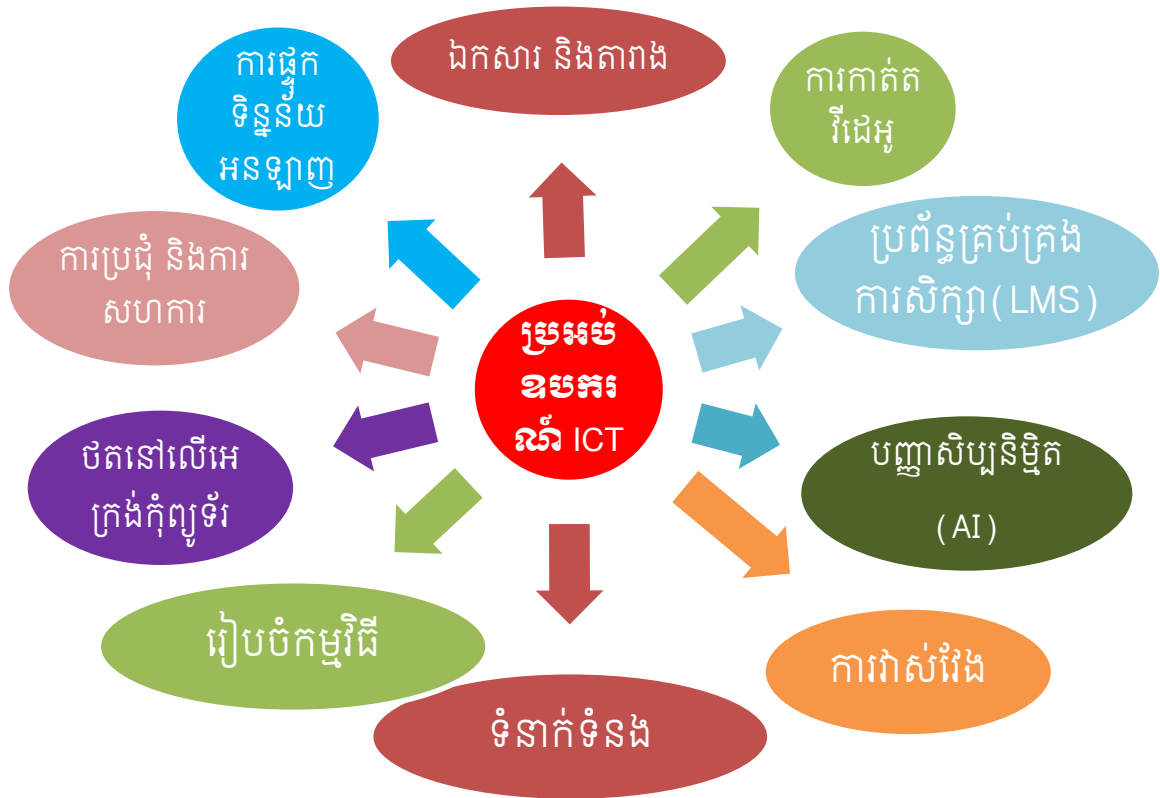 ឯកសារ និងតារាង
ការផ្ទុក
ទិន្នន័យ
អនឡាញ
ការកាត់ត
វីដេអូ
ការប្រជុំ និងការ
សហការ
ប្រព័ន្ធគ្រប់គ្រង
ការសិក្សា( LMS )
ប្រអប់
ឧបករ
ណ៍ ICT
ថតនៅលើអេ
ក្រង់កុំព្យូទ័រ
បញ្ញាសិប្បនិម្មិត
( AI )
រៀបចំកម្មវិធី
ការវាស់វែង
ទំនាក់ទំនង